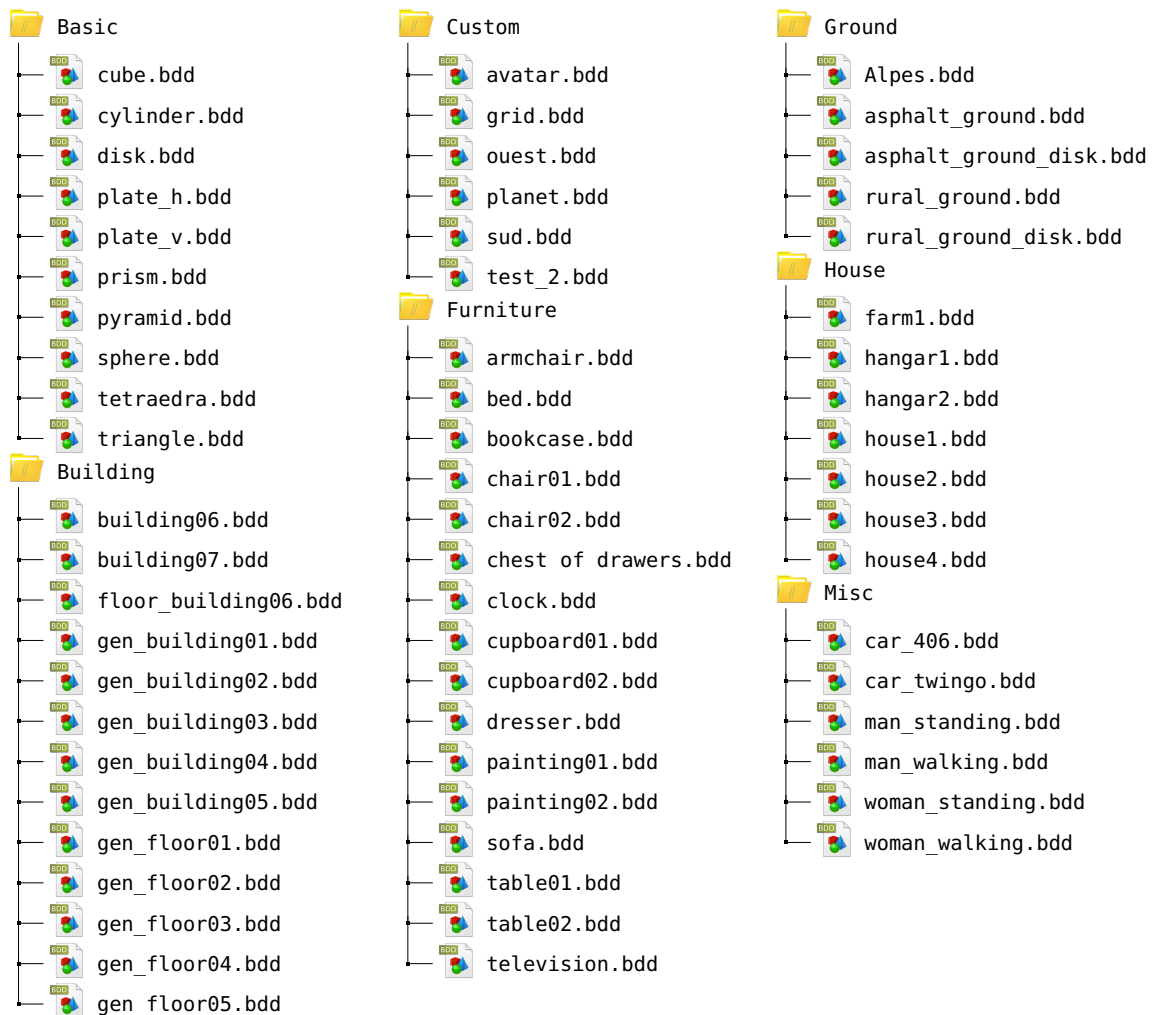 Basic
cube.bdd
cylinder.bdd
disk.bdd
plate_h.bdd
plate_v.bdd
prism.bdd
pyramid.bdd
sphere.bdd
tetraedra.bdd
triangle.bdd
Building
building06.bdd
building07.bdd
floor_building06.bdd
gen_building01.bdd
gen_building02.bdd
gen_building03.bdd
gen_building04.bdd
gen_building05.bdd
gen_floor01.bdd
gen_floor02.bdd
gen_floor03.bdd
gen_floor04.bdd
gen_floor05.bdd
Custom
avatar.bdd
grid.bdd
ouest.bdd
planet.bdd
sud.bdd
test_2.bdd
Furniture
armchair.bdd
bed.bdd
bookcase.bdd
chair01.bdd
chair02.bdd
chest of drawers.bdd
clock.bdd
cupboard01.bdd
cupboard02.bdd
dresser.bdd
painting01.bdd
painting02.bdd
sofa.bdd
table01.bdd
table02.bdd
television.bdd
Ground
Alpes.bdd
asphalt_ground.bdd
asphalt_ground_disk.bdd
rural_ground.bdd
rural_ground_disk.bdd
House
farm1.bdd
hangar1.bdd
hangar2.bdd
house1.bdd
house2.bdd
house3.bdd
house4.bdd
Misc
car_406.bdd
car_twingo.bdd
man_standing.bdd
man_walking.bdd
woman_standing.bdd
woman_walking.bdd